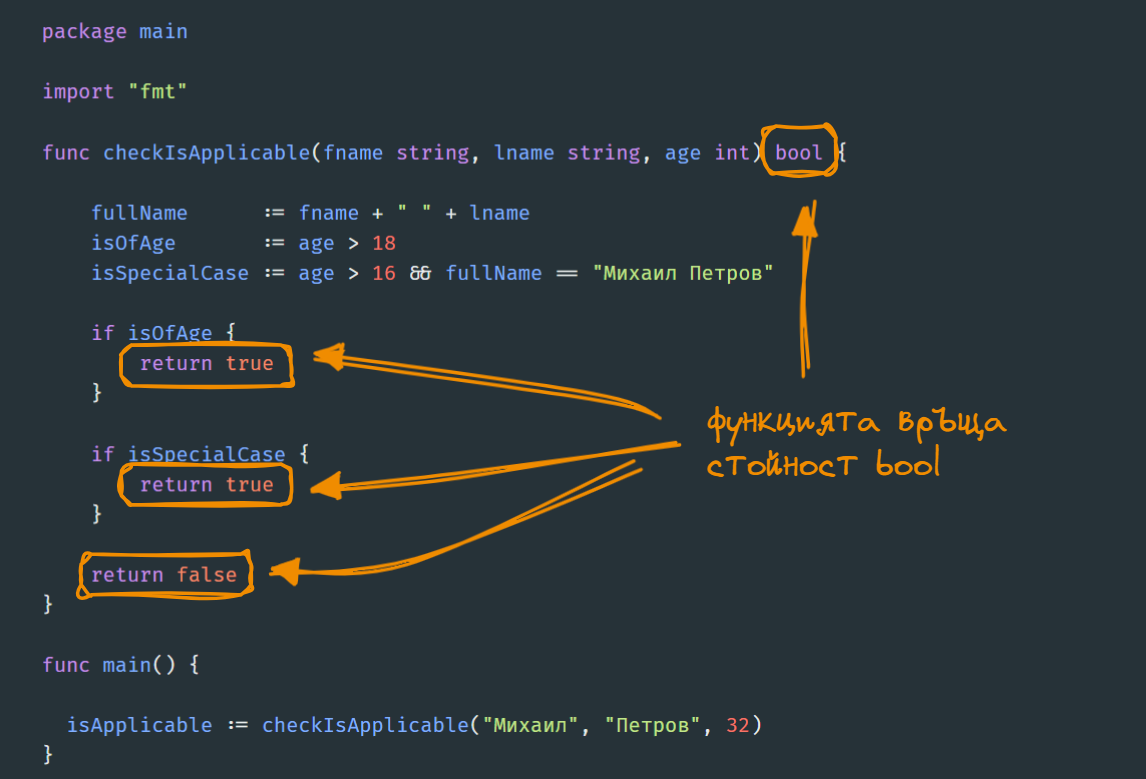 package main
import "fmt"
func checkIsApplicable(fname string, lname string, age int) bool {
fullName := fname + " " + lname
isOfAge := age > 18
isSpecialCase := age > 16 && fullName == "Михаил Петров"
if isOfAge {
return true
}
if isSpecialCase {
return true
}
return false
}
функцията връща
стойност bool
func main() {
isApplicable := checkIsApplicable("Михаил", "Петров", 32)
}